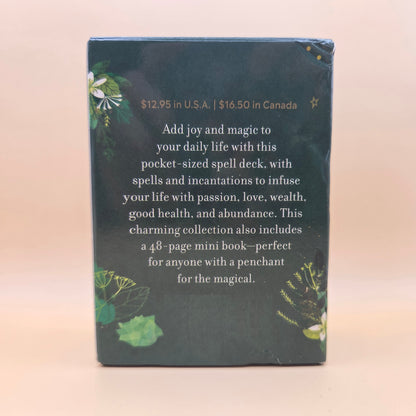 $12.95 in U.S.A. | $16.50 in Canada
Add joy and magic to
your daily life with this
pocket-sized spell deck, with
spells and incantations to infuse
your life with passion, love, wealth,
good health, and abundance. This
charming collection also includes
a 48-page mini book—perfect
for anyone with a penchant
for the magical.